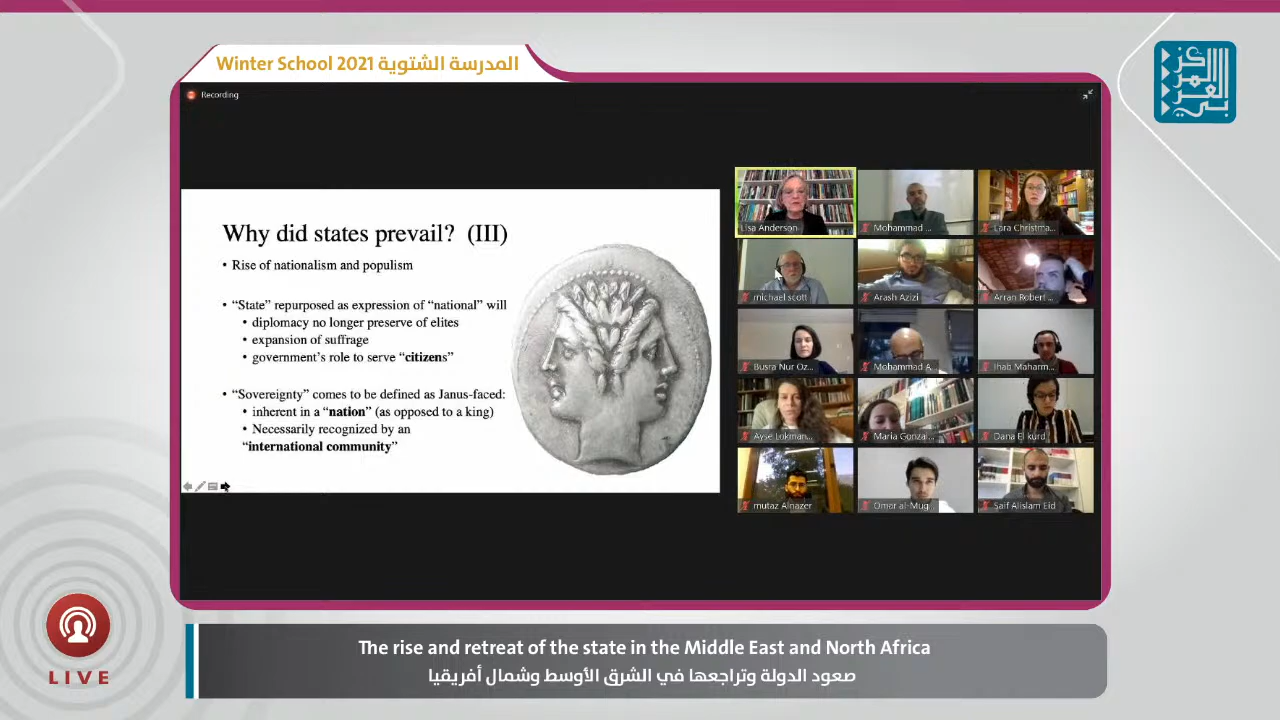 Winter School 2021 المدرسة الشتوية
Recording
Why did states prevail? (III)
• Rise of nationalism and populism
• “State” repurposed as expression of “national” will
• diplomacy no longer preserve of elites
• expansion of suffrage
• government’s role to serve “citizens”
• “Sovereignty” comes to be defined as Janus-faced:
• inherent in a “nation” (as opposed to a king)
• Necessarily recognized by an
“international community”
Lisa Anderson
Mohammad ...
Lara Christma...
michael scott
Arash Azizi
Arran Robert ...
Busra Nur Oz...
Mohammad A...
Ihab Maharm...
Ayse Lokman...
Maria Gonzal...
Dana El kurd
mutaz Alnazer
Omar al-Mug...
Saif Alislam Eid
المركز العربي
LIVE
The rise and retreat of the state in the Middle East and North Africa
صعود الدولة وتراجعها في الشرق الأوسط وشمال أفريقيا